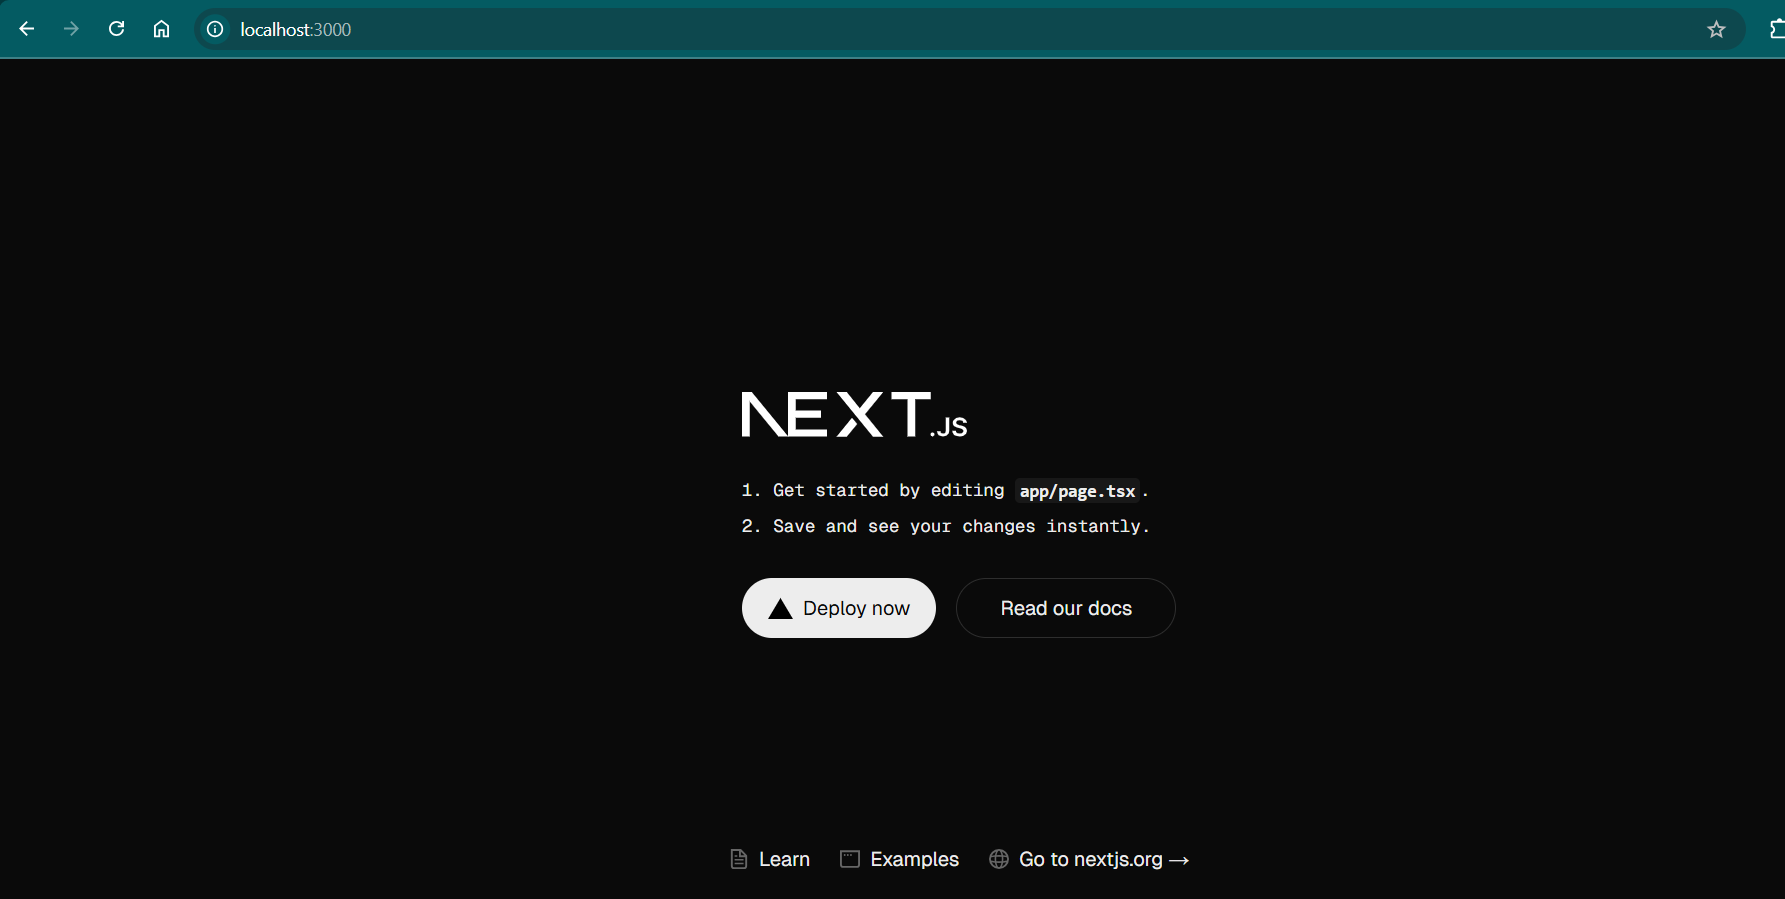 localhost:3000
NEXT.JS
1. Get started by editing app/page.tsx.
2. Save and see your changes instantly.
Deploy now
Read our docs
Learn
Examples
Go to nextjs.org →